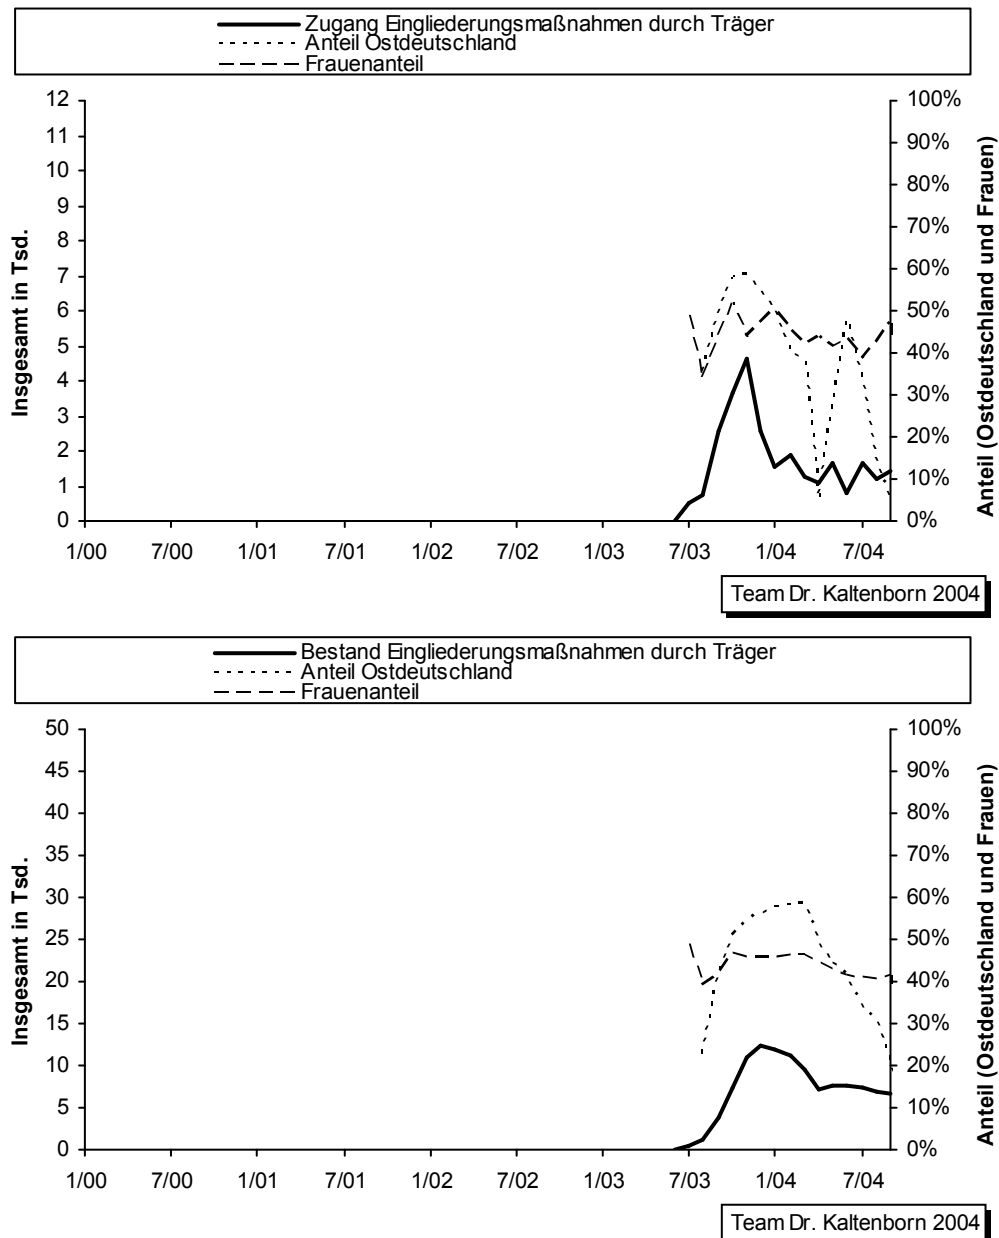 Zugang Eingliederungsmaßnahmen durch Träger
Anteil Ostdeutschland
Frauenanteil
12 100%
11 90%
10 80%
9 70%
8 60%
7 50%
6 40%
5 30%
4 20%
3 10%
2 0%
1
0
Insgesamt in Tsd.
Anteil (Ostdeutschland und Frauen)
1/00 7/00 1/01 7/01 1/02 7/02 1/03 7/03 1/04 7/04
Team Dr. Kaltenborn 2004
Bestand Eingliederungsmaßnahmen durch Träger
Anteil Ostdeutschland
Frauenanteil
50 100%
45 90%
40 80%
35 70%
30 60%
25 50%
20 40%
15 30%
10 20%
5 10%
0 0%
Insgesamt in Tsd.
Anteil (Ostdeutschland und Frauen)
1/00 7/00 1/01 7/01 1/02 7/02 1/03 7/03 1/04 7/04
Team Dr. Kaltenborn 2004